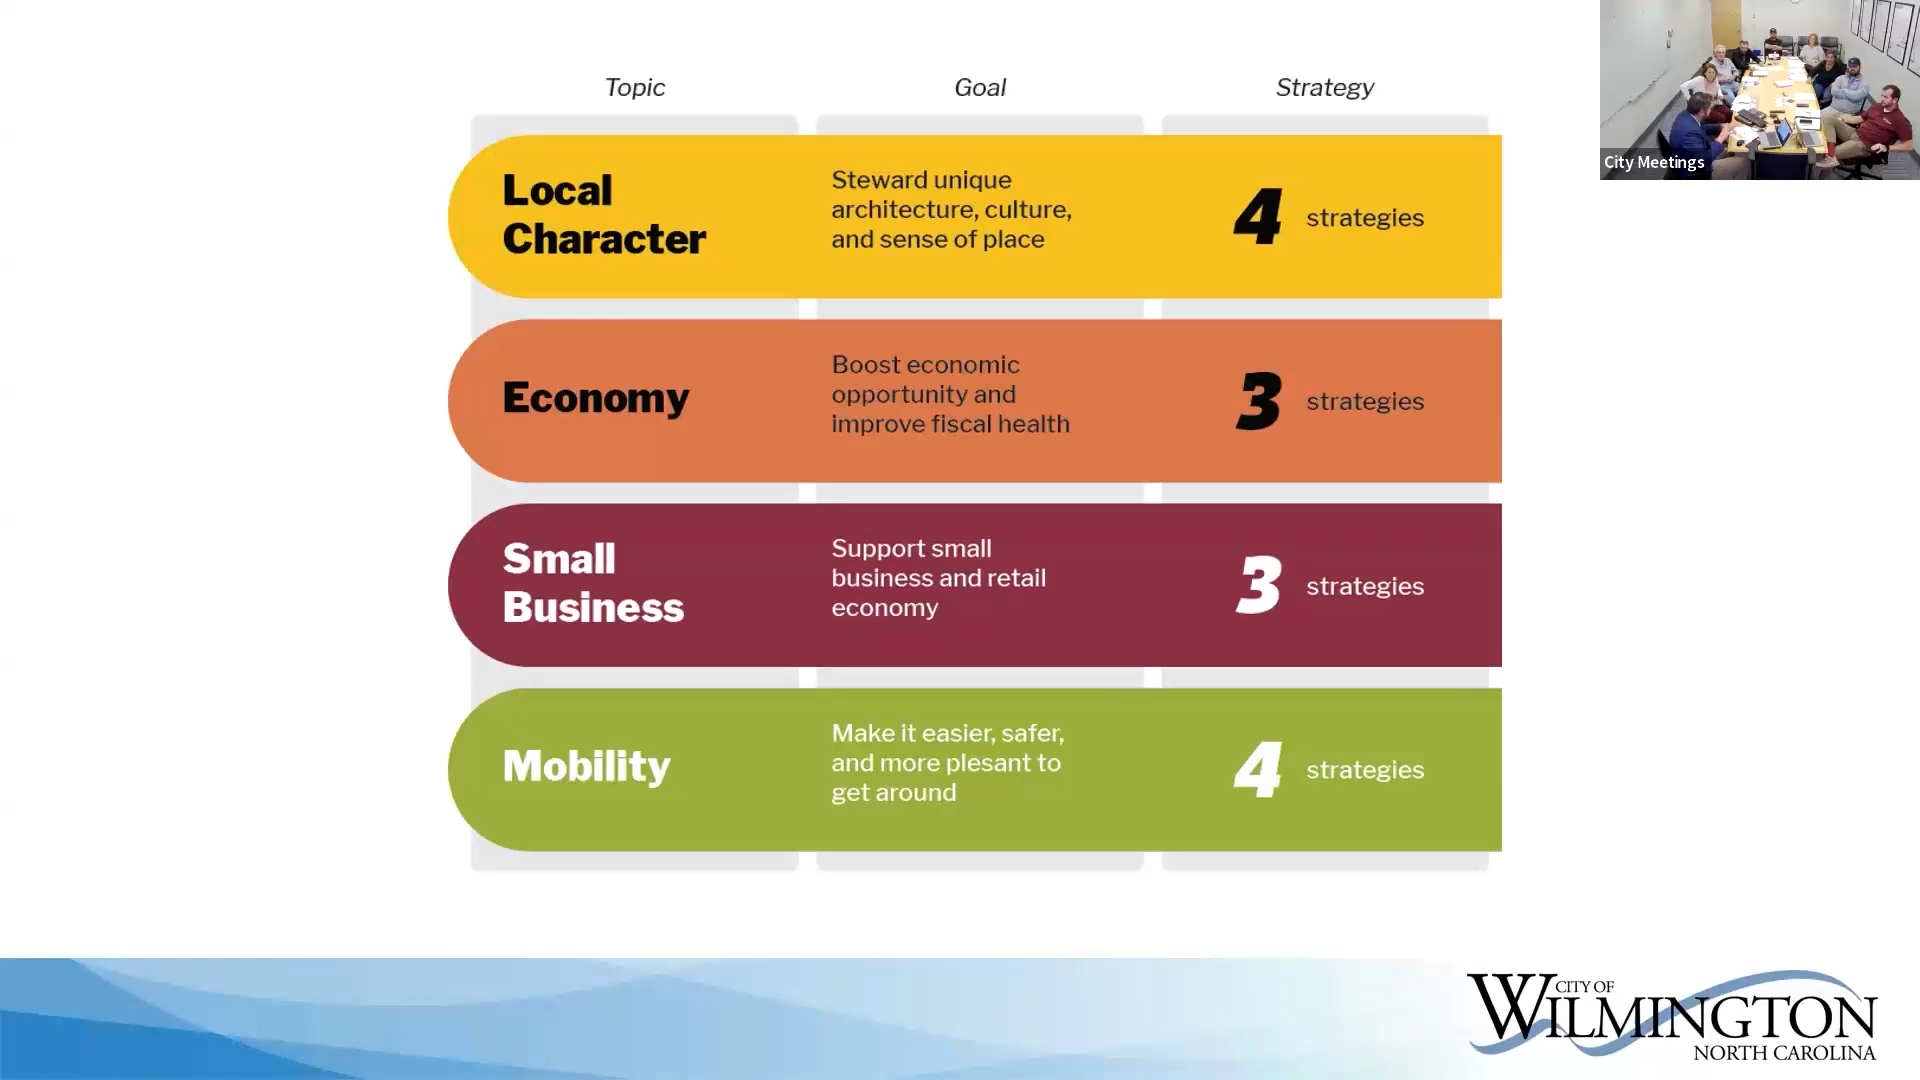 Topic
Goal
Strategy
Local
Character
Steward unique
architecture, culture,
and sense of place
4 strategies
Economy
Boost economic
opportunity and
improve fiscal health
3 strategies
Small
Business
Support small
business and retail
economy
3 strategies
Mobility
Make it easier, safer,
and more plesant to
get around
4 strategies
City Meetings
CITY OF
WILMINGTON
NORTH CAROLINA